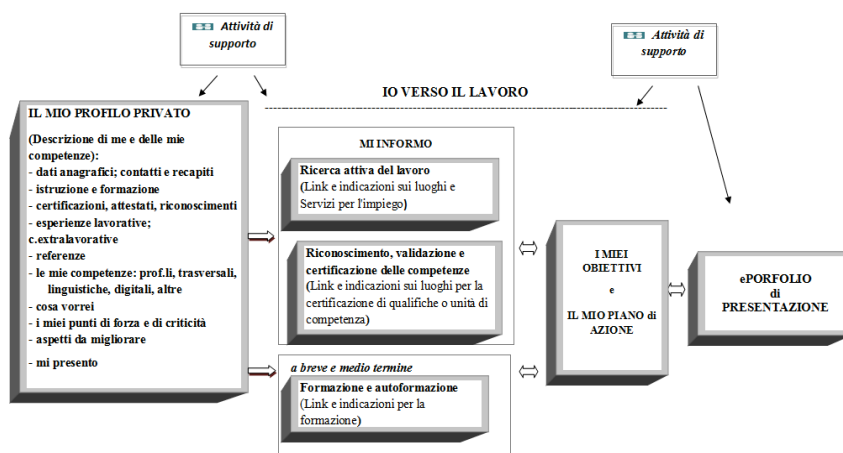 Attività di
supporto
Attività di
supporto
IO VERSO IL LAVORO
IL MIO PROFILO PRIVATO
(Descrizione di me e delle mie
competenze):
- dati anagrafici; contatti e recapiti
- istruzione e formazione
- certificazioni, attestati, riconoscimenti
- esperienze lavorative;
c.extralavorative
- referenze
- le mie competenze: prof.li, trasversali,
linguistiche, digitali, altre
- cosa vorrei
- i miei punti di forza e di criticità
- aspetti da migliorare
- mi presento
MI INFORMO
Ricerca attiva del lavoro
(Link e indicazioni sui luoghi e
Servizi per l'impiego)
Riconoscimento, validazione e
certificazione delle competenze
(Link e indicazioni sui luoghi per la
certificazione di qualifiche o unità di
competenza)
a breve e medio termine
Formazione e autoformazione
(Link e indicazioni per la
formazione)
I MIEI
OBIETTIVI
e
IL MIO PIANO di
AZIONE
ePORFOLIO
di
PRESENTAZIONE